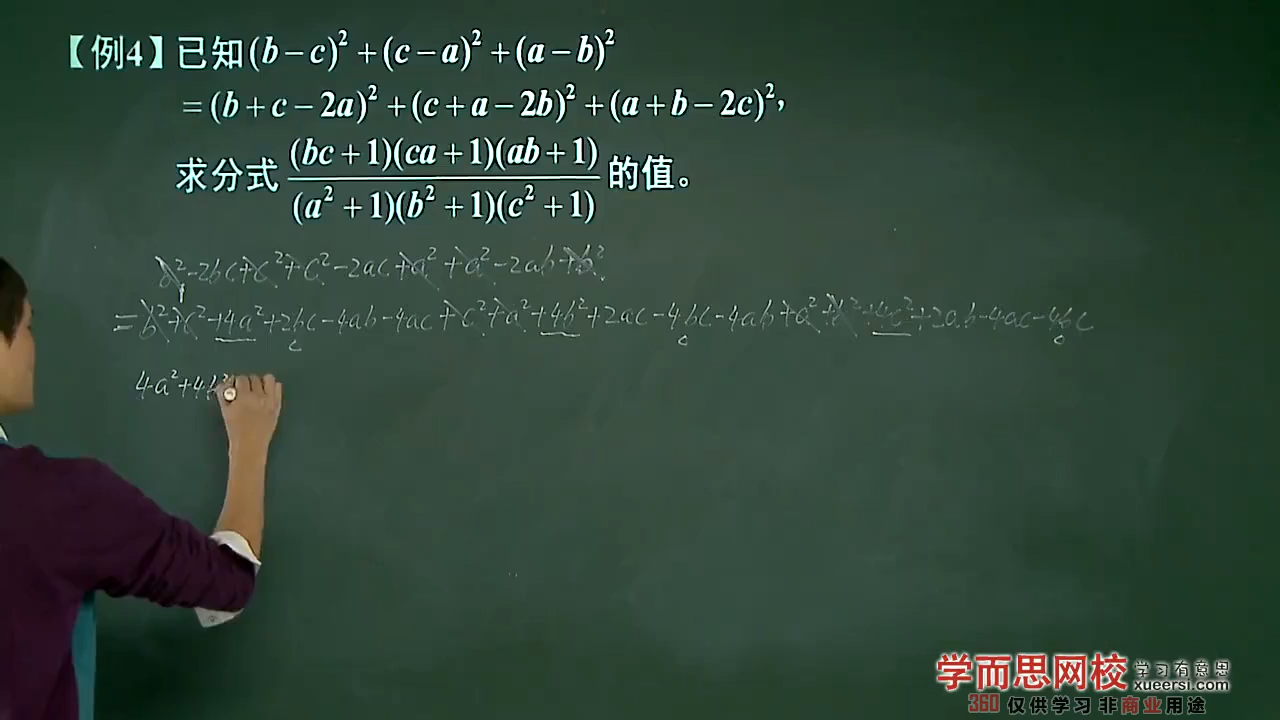 【例4】已知(b−c)²+(c−a)²+(a−b)²
=(b+c−2a)²+(c+a−2b)²+(a+b−2c)²,
求分式 (bc+1)(ca+1)(ab+1) / (a²+1)(b²+1)(c²+1) 的值。
b²-2bc+c²+c²-2ac+a²+a²-2ab+b²
=b²+c²+4a²+2bc-4ab-4ac+c²+a²+4b²+2ac-4bc-4ab+a²+b²+4c²+2ab-4ac-4bc
4a²+4b²
学而思网校 学习有意思
xueersi.com
360 仅供学习 非商业用途